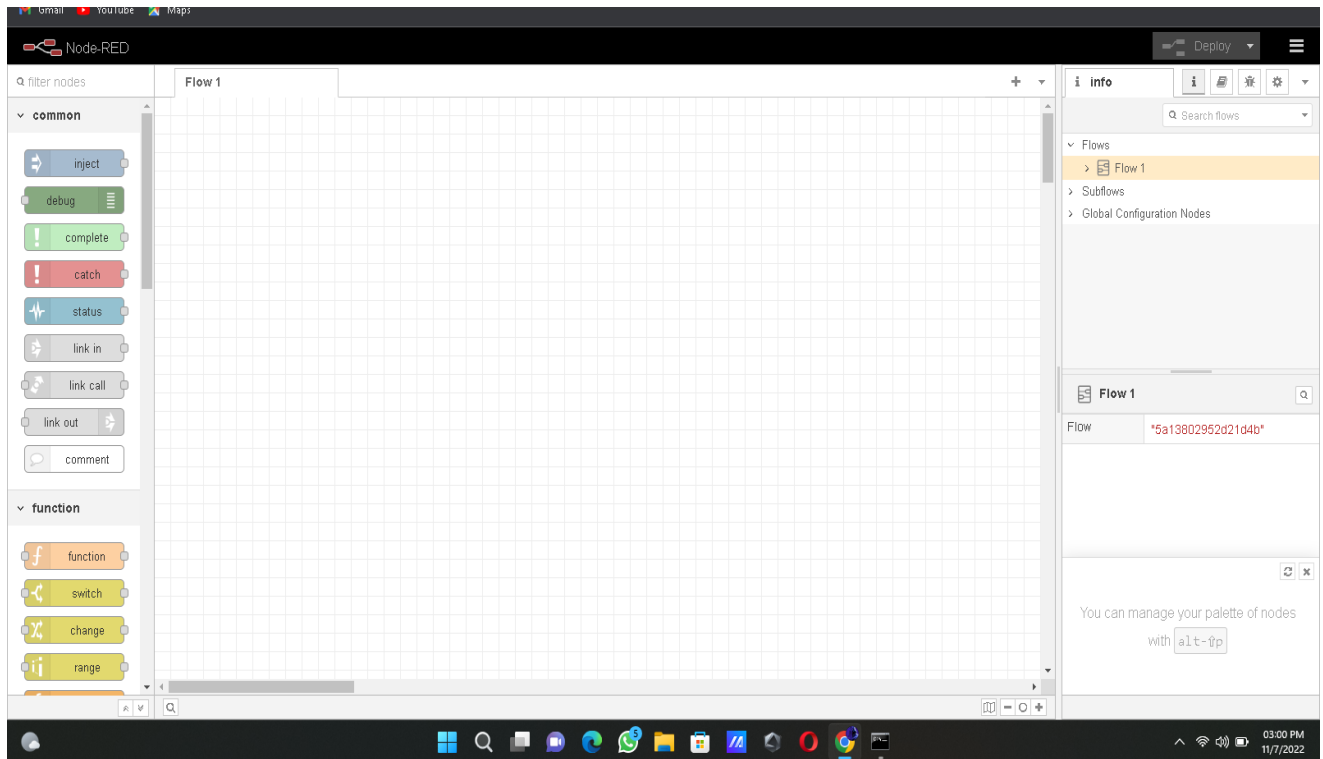 Gmail YouTube Maps
Node-RED
Deploy
filter nodes
Flow 1
i info
i
common
Search flows
Flows
Flow 1
Subflows
Global Configuration Nodes
inject
debug
complete
catch
status
link in
link call
link out
comment
Flow 1
Flow "5a13802952d21d4b"
function
function
switch
change
range
You can manage your palette of nodes
with alt-⇧p
5
03:00 PM
11/7/2022